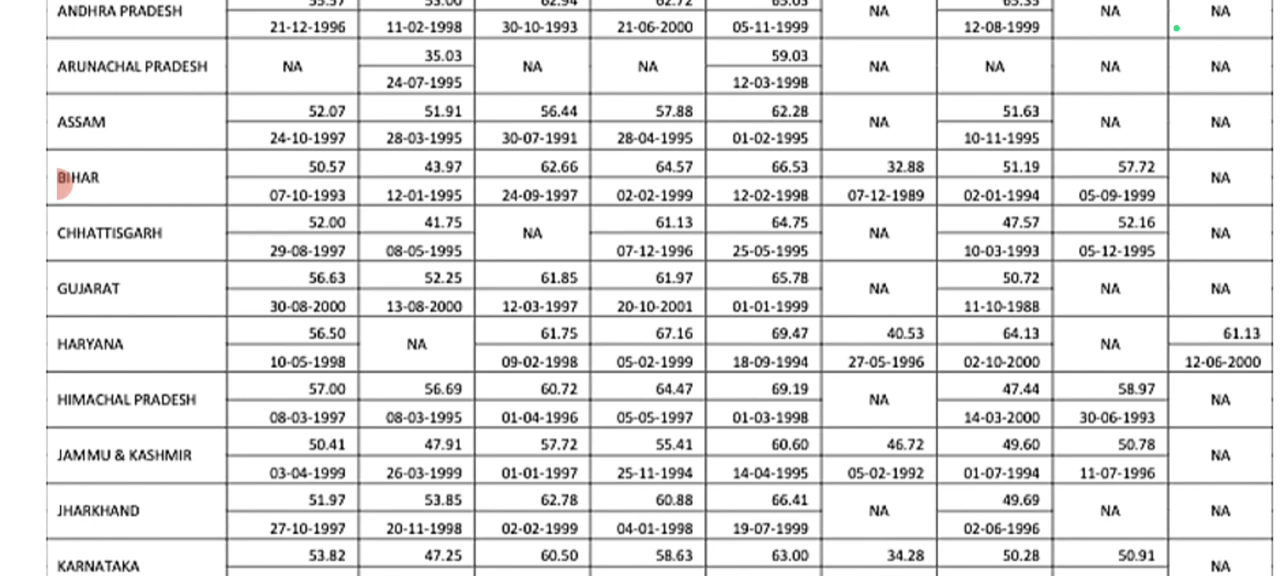 ANDHRA PRADESH NA NA NA
21-12-1996 11-02-1998 30-10-1993 21-06-2000 05-11-1999 12-08-1999
35.03 59.03
ARUNACHAL PRADESH NA NA NA NA NA NA NA
24-07-1995 12-03-1998
52.07 51.91 56.44 57.88 62.28 51.63
ASSAM NA NA NA
24-10-1997 28-03-1995 30-07-1991 28-04-1995 01-02-1995 10-11-1995
50.57 43.97 62.66 64.57 66.53 32.88 51.19 57.72
BIHAR NA
07-10-1993 12-01-1995 24-09-1997 02-02-1999 12-02-1998 07-12-1989 02-01-1994 05-09-1999
52.00 41.75 61.13 64.75 47.57 52.16
CHHATTISGARH NA NA NA
29-08-1997 08-05-1995 07-12-1996 25-05-1995 10-03-1993 05-12-1995
56.63 52.25 61.85 61.97 65.78 50.72
GUJARAT NA NA NA
30-08-2000 13-08-2000 12-03-1997 20-10-2001 01-01-1999 11-10-1988
56.50 61.75 67.16 69.47 40.53 64.13 61.13
HARYANA NA NA
10-05-1998 09-02-1998 05-02-1999 18-09-1994 27-05-1996 02-10-2000 12-06-2000
57.00 56.69 60.72 64.47 69.19 47.44 58.97
HIMACHAL PRADESH NA NA
08-03-1997 08-03-1995 01-04-1996 05-05-1997 01-03-1998 14-03-2000 30-06-1993
50.41 47.91 57.72 55.41 60.60 46.72 49.60 50.78
JAMMU & KASHMIR NA
03-04-1999 26-03-1999 01-01-1997 25-11-1994 14-04-1995 05-02-1992 01-07-1994 11-07-1996
51.97 53.85 62.78 60.88 66.41 49.69
JHARKHAND NA NA NA
27-10-1997 20-11-1998 02-02-1999 04-01-1998 19-07-1999 02-06-1996
53.82 47.25 60.50 58.63 63.00 34.28 50.28 50.91
KARNATAKA NA